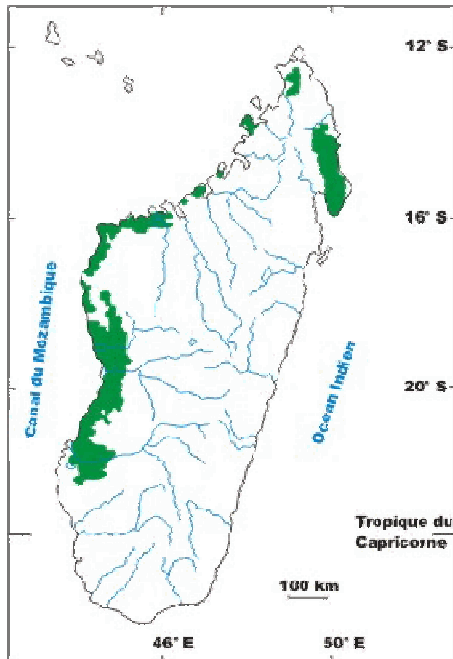 12° S
16° S
Canal du Mozambique
20° S
Ocean Indien
Tropique du
Capricorne
100 km
46° E
50° E